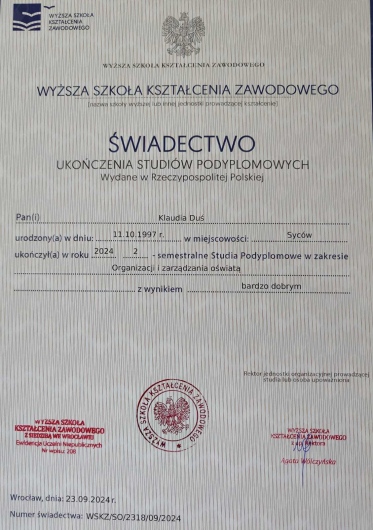 WYŻSZA SZKOŁA
KSZTAŁCENIA
ZAWODOWEGO
WYŻSZA SZKOŁA KSZTAŁCENIA ZAWODOWEGO
WYŻSZA SZKOŁA KSZTAŁCENIA ZAWODOWEGO
(nazwa szkoły wyższej lub innej jednostki prowadzącej kształcenie)
ŚWIADECTWO
UKOŃCZENIA STUDIÓW PODYPLOMOWYCH
Wydane w Rzeczypospolitej Polskiej
Pan(i) Klaudia Duś
urodzony(a) w dniu: 11.10.1997 r. w miejscowości: Syców
ukończył(a) w roku 2024 2 - semestralne Studia Podyplomowe w zakresie
Organizacji i zarządzania oświatą
z wynikiem bardzo dobrym
Rektor jednostki organizacyjnej prowadzącej
studia lub osoba upoważniona
WYŻSZA SZKOŁA
KSZTAŁCENIA ZAWODOWEGO
Z SIEDZIBĄ WE WROCŁAWIU
Ewidencja Uczelni Niepublicznych
Nr wpisu: 208
WYŻSZA SZKOŁA KSZTAŁCENIA ZAWODOWEGO
WYŻSZA SZKOŁA
KSZTAŁCENIA ZAWODOWEGO
Rektora
Agata Wilczyńska
Wrocław, dnia: 23.09.2024 r.
Numer świadectwa: WSKZ/SO/2318/09/2024